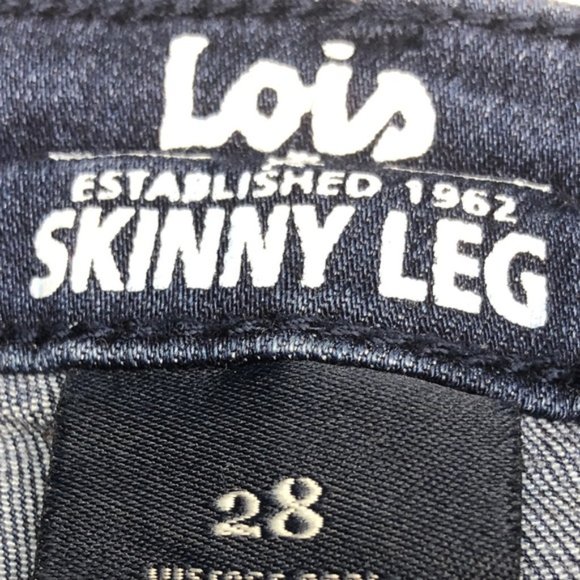 Lois
ESTABLISHED 1962
SKINNY LEG
28